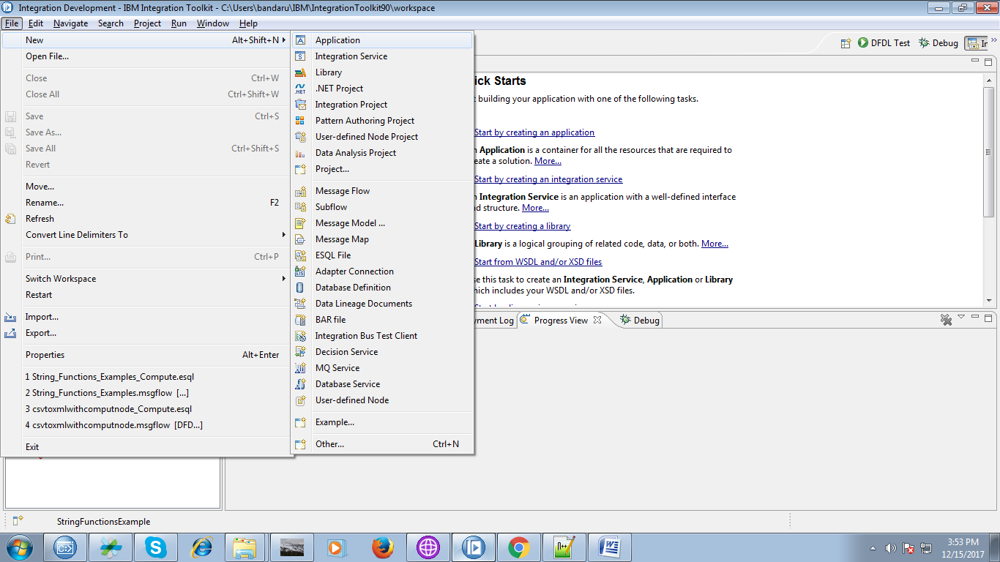 Integration Development - IBM Integration Toolkit - C:\Users\bandaru\IBM\IntegrationToolkit90\workspace
File Edit Navigate Search Project Run Window Help
New Alt+Shift+N
Open File...
Close Ctrl+W
Close All Ctrl+Shift+W
Save Ctrl+S
Save As...
Save All Ctrl+Shift+S
Revert
Move...
Rename... F2
Refresh
Convert Line Delimiters To
Print... Ctrl+P
Switch Workspace
Restart
Import...
Export...
Properties Alt+Enter
1 String_Functions_Examples_Compute.esql
2 String_Functions_Examples.msgflow [...]
3 csvtoxmlwithcomputnode_Compute.esql
4 csvtoxmlwithcomputnode.msgflow [DFD...]
Exit
Application
Integration Service
Library
.NET Project
Integration Project
Pattern Authoring Project
User-defined Node Project
Data Analysis Project
Project...
Message Flow
Subflow
Message Model ...
Message Map
ESQL File
Adapter Connection
Database Definition
Data Lineage Documents
BAR file
Integration Bus Test Client
Decision Service
MQ Service
Database Service
User-defined Node
Example...
Other... Ctrl+N
DFDL Test Debug In
ick Starts
t building your application with one of the following tasks.
Start by creating an application
n Application is a container for all the resources that are required to
eate a solution. More...
Start by creating an integration service
n Integration Service is an application with a well-defined interface
nd structure. More...
Start by creating a library
Library is a logical grouping of related code, data, or both. More...
Start from WSDL and/or XSD files
se this task to create an Integration Service, Application or Library
hich includes your WSDL and/or XSD files.
yment Log Progress View Debug
StringFunctionsExample
3:53 PM
12/15/2017